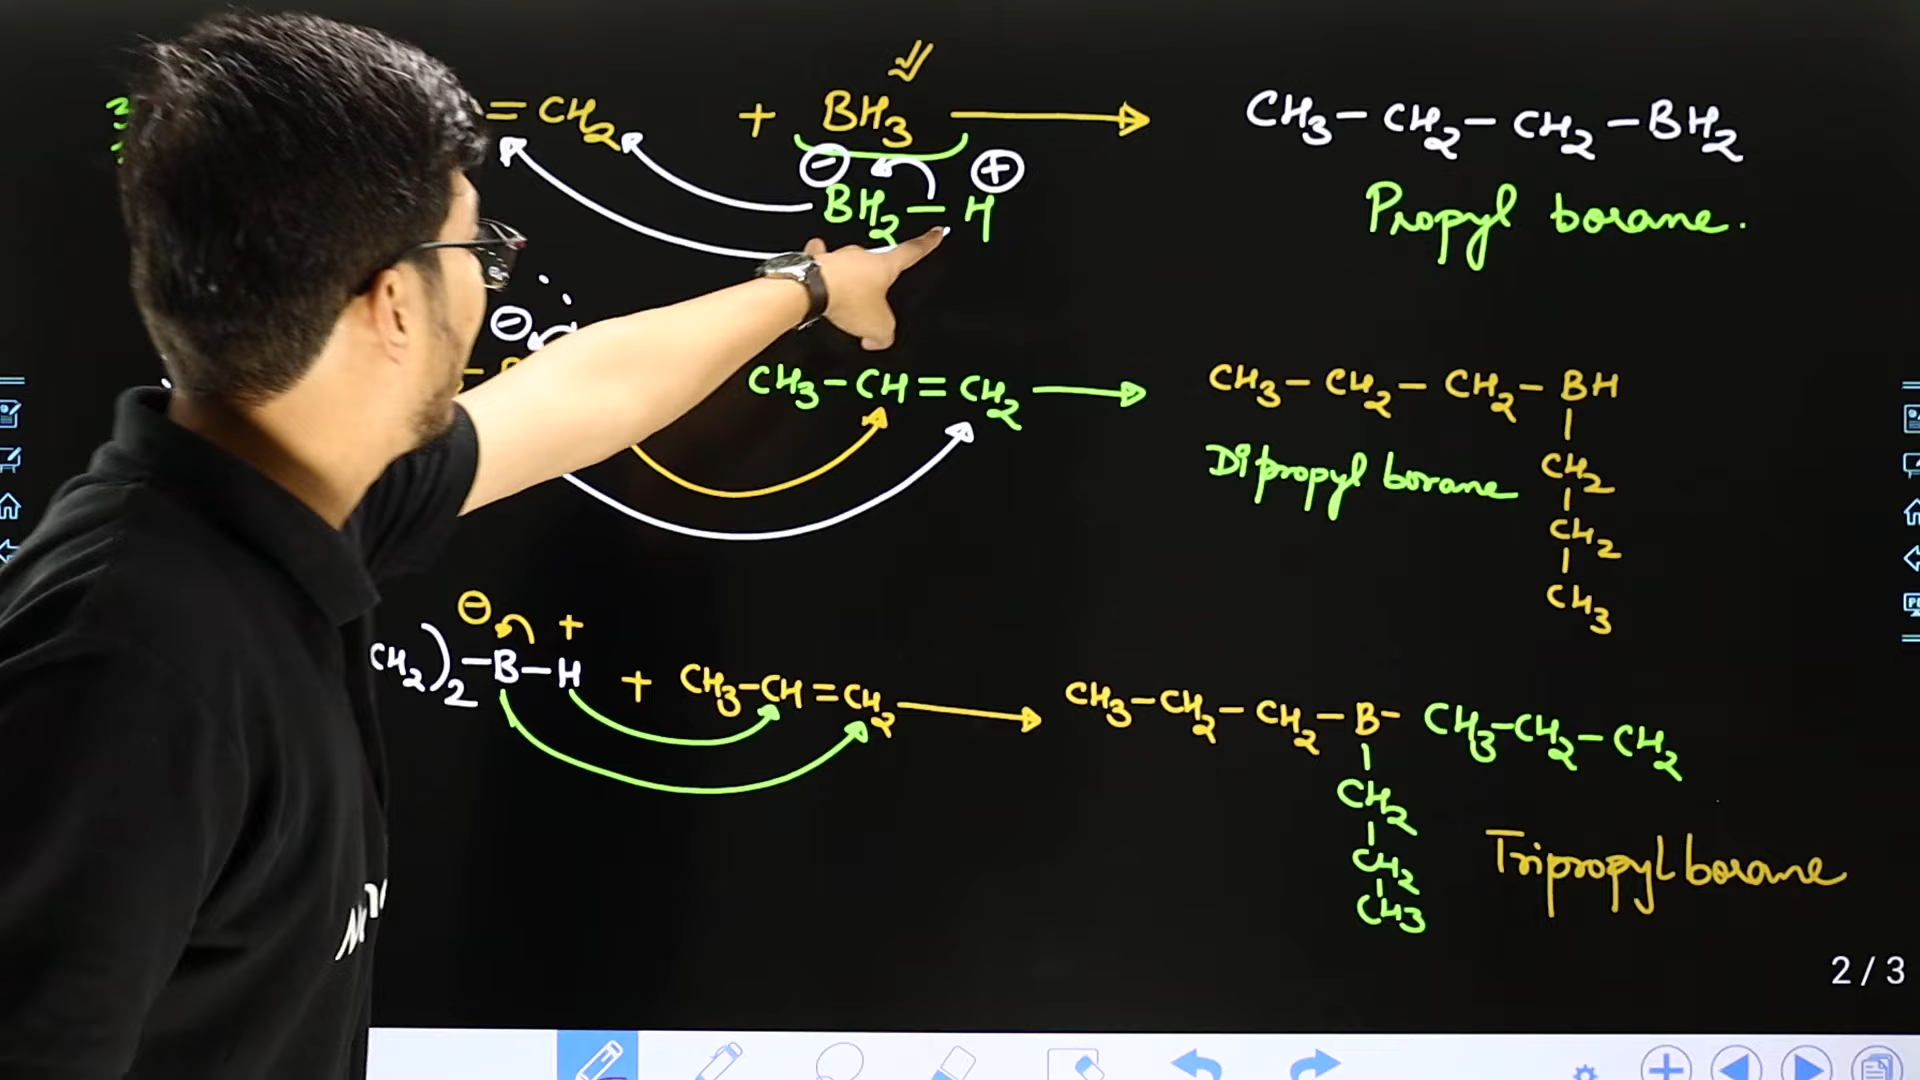 = CH2 + BH3 → CH3 – CH2 – CH2 – BH2
⊖ ⊕
BH2 – H
Propyl borane.
⊖
CH3 – CH = CH2 → CH3 – CH2 – CH2 – BH
CH2
CH2
CH3
Dipropyl borane
⊖ +
CH2)2 – B – H + CH3 – CH = CH2 → CH3 – CH2 – CH2 – B – CH3 – CH2 – CH2
CH2
CH2
CH3
Tripropyl borane
2 / 3